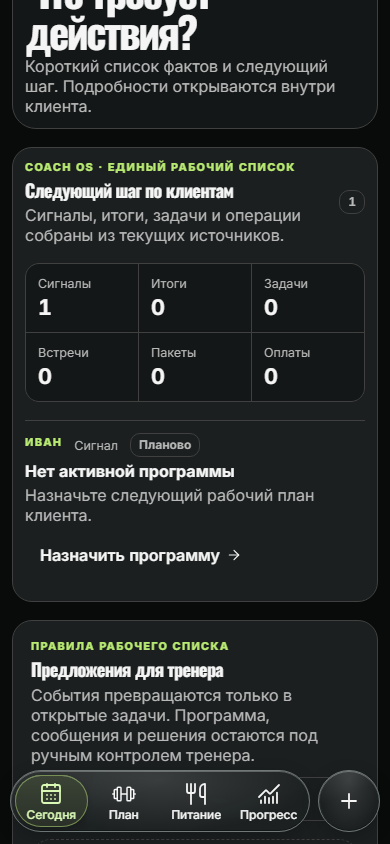 действия?
Короткий список фактов и следующий
шаг. Подробности открываются внутри
клиента.
COACH OS · ЕДИНЫЙ РАБОЧИЙ СПИСОК
Следующий шаг по клиентам
1
Сигналы, итоги, задачи и операции
собраны из текущих источников.
Сигналы Итоги Задачи
1 0 0
Встречи Пакеты Оплаты
0 0 0
ИВАН Сигнал Планово
Нет активной программы
Назначьте следующий рабочий план
клиента.
Назначить программу →
ПРАВИЛА РАБОЧЕГО СПИСКА
Предложения для тренера
События превращаются только в
открытые задачи. Программа,
сообщения и решения остаются под
ручным контролем тренера.
Сегодня План Питание Прогресс +